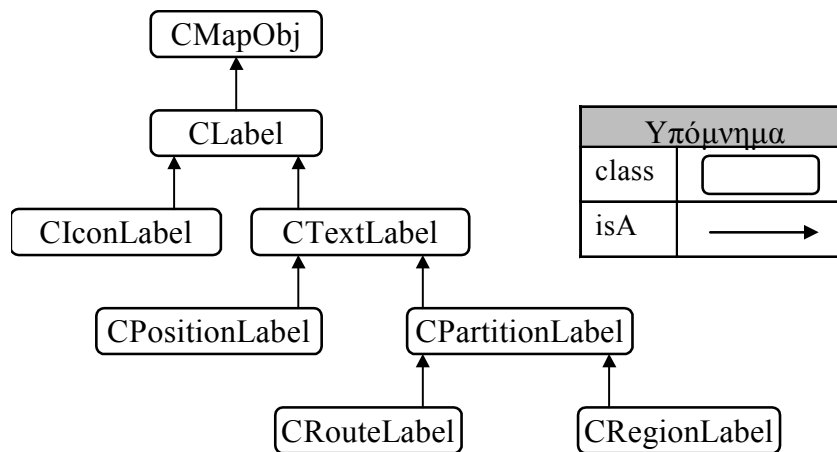 CMapObj
CLabel
Υπόμνημα
class
isA
CIconLabel
CTextLabel
CPositionLabel
CPartitionLabel
CRouteLabel
CRegionLabel